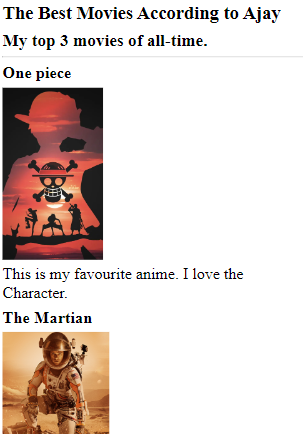 The Best Movies According to Ajay
My top 3 movies of all-time.
One piece
This is my favourite anime. I love the
Character.
The Martian